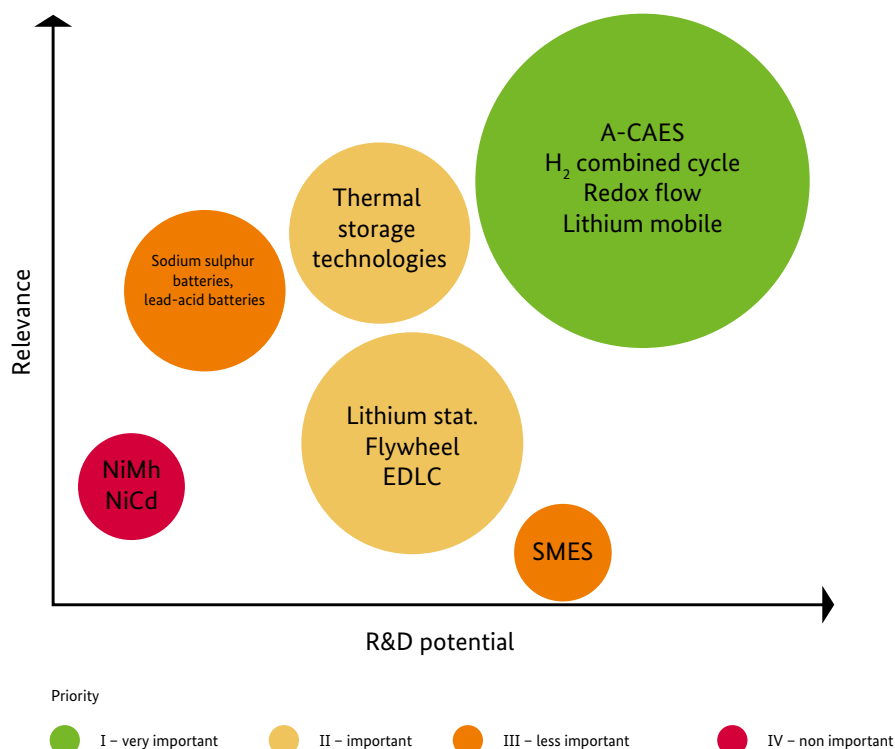 A-CAES
H₂ combined cycle
Redox flow
Lithium mobile
Thermal
storage
technologies
Sodium sulphur
batteries,
lead-acid batteries
Relevance
Lithium stat.
Flywheel
EDLC
NiMh
NiCd
SMES
R&D potential
Priority
I – very important
II – important
III – less important
IV – non important